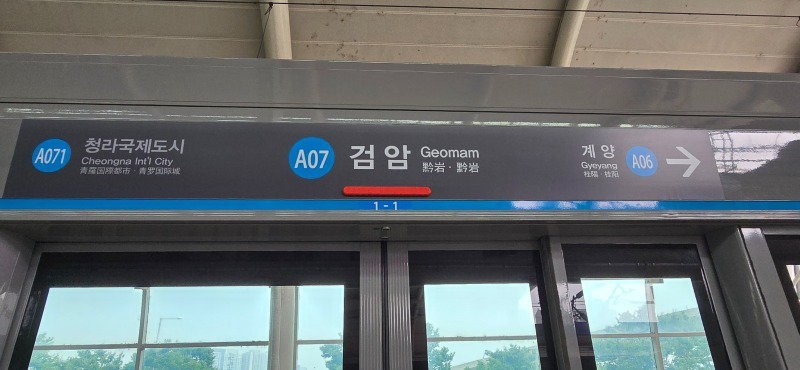 A071
청라국제도시
Cheongna Int'l City
青羅国際都市 · 青罗国际城
A07
검암
Geomam
黔岩 · 黔岩
계양
Gyeyang
桂陽 · 桂阳
A06
1-1